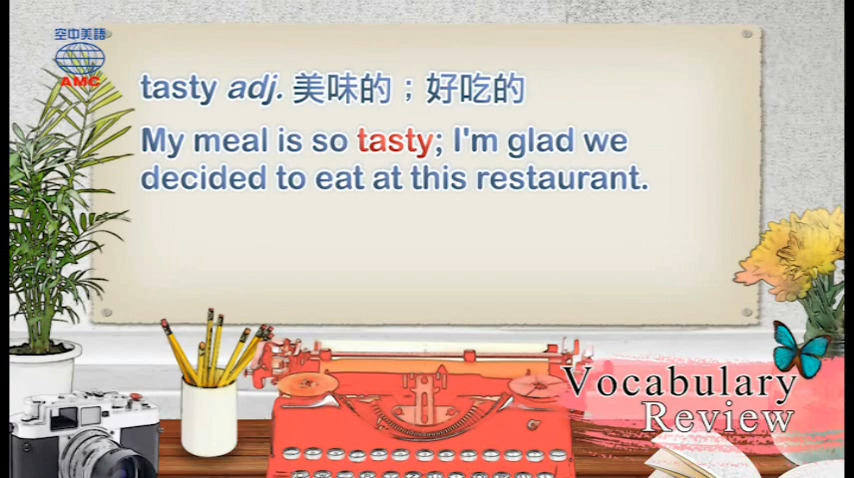 空中美語
AMC
tasty adj. 美味的；好吃的
My meal is so tasty; I'm glad we
decided to eat at this restaurant.
Vocabulary
Review